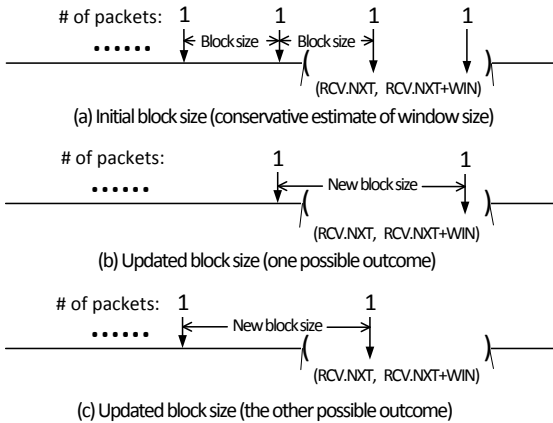 # of packets: 1 1 1 1
...... Block size Block size
(RCV.NXT, RCV.NXT+WIN)
(a) Initial block size (conservative estimate of window size)
# of packets: 1 1
...... New block size
(RCV.NXT, RCV.NXT+WIN)
(b) Updated block size (one possible outcome)
# of packets: 1 1
...... New block size
(RCV.NXT, RCV.NXT+WIN)
(c) Updated block size (the other possible outcome)